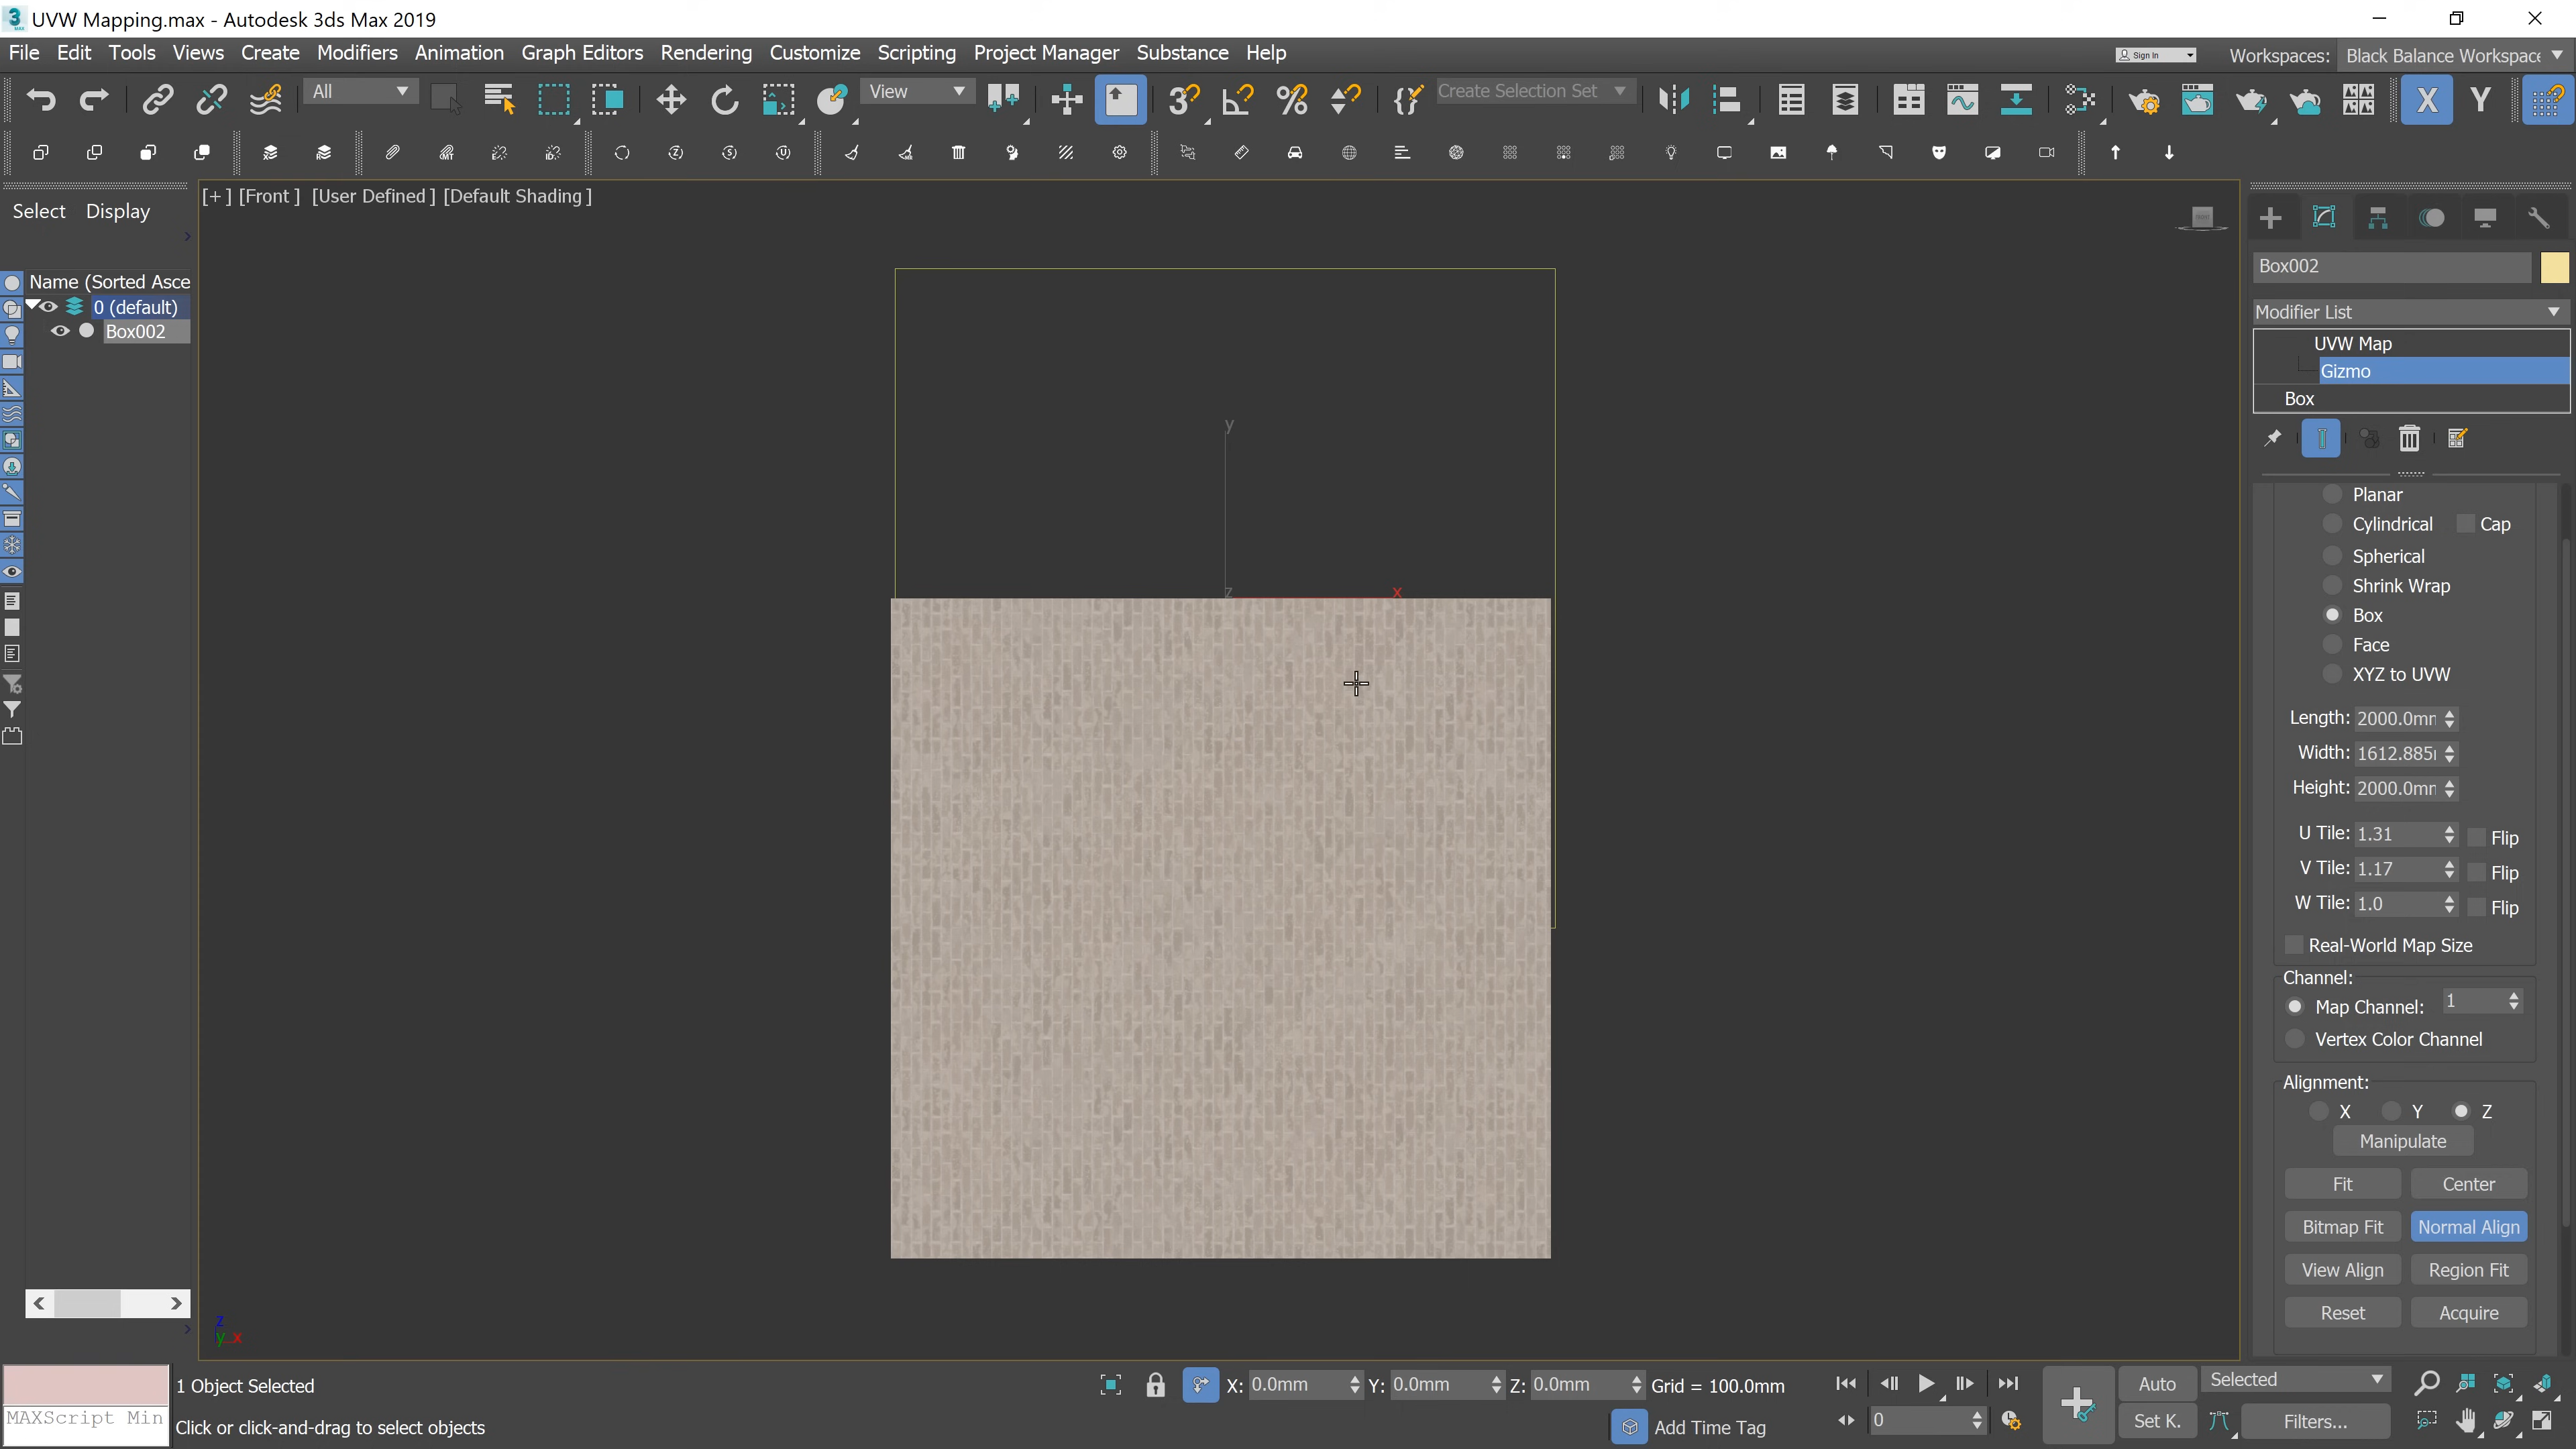 UVW Mapping.max - Autodesk 3ds Max 2019
File Edit Tools Views Create Modifiers Animation Graph Editors Rendering Customize Scripting Project Manager Substance Help
Sign In
Workspaces: Black Balance Workspace
All
View
3
Create Selection Set
X Y
[+] [Front] [User Defined] [Default Shading]
Select Display
Name (Sorted Asce
0 (default)
Box002
y
z
x
FRONT
Box002
Modifier List
UVW Map
Gizmo
Box
Planar
Cylindrical Cap
Spherical
Shrink Wrap
Box
Face
XYZ to UVW
Length: 2000.0mr
Width: 1612.885
Height: 2000.0mr
U Tile: 1.31 Flip
V Tile: 1.17 Flip
W Tile: 1.0 Flip
Real-World Map Size
Channel:
Map Channel: 1
Vertex Color Channel
Alignment:
X Y Z
Manipulate
Fit Center
Bitmap Fit Normal Align
View Align Region Fit
Reset Acquire
z
y x
1 Object Selected
X: 0.0mm Y: 0.0mm Z: 0.0mm Grid = 100.0mm
Auto Selected
MAXScript Min
Click or click-and-drag to select objects
Add Time Tag
0
Set K. Filters...